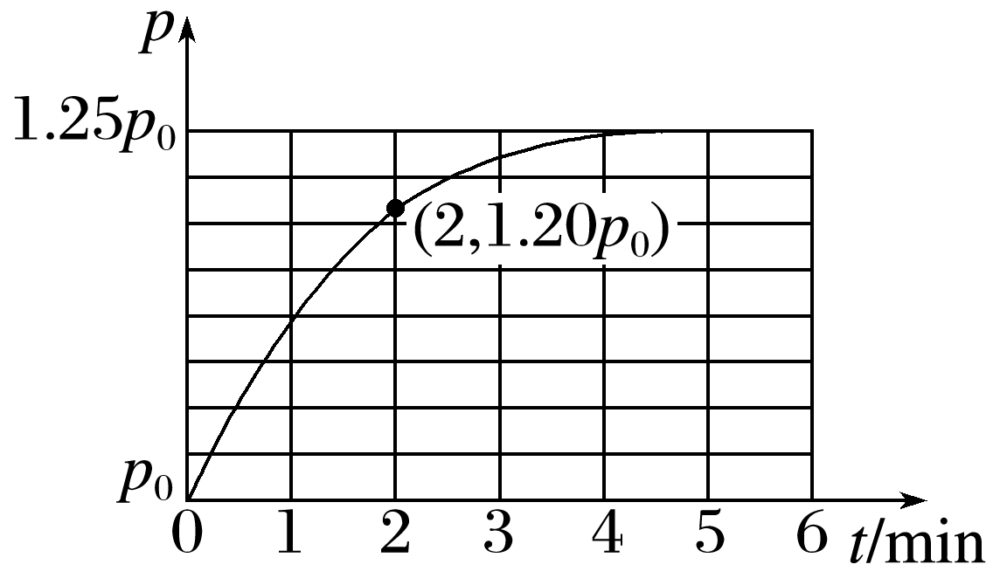 p
1.25p₀
(2,1.20p₀)
p₀
0 1 2 3 4 5 6 t/min